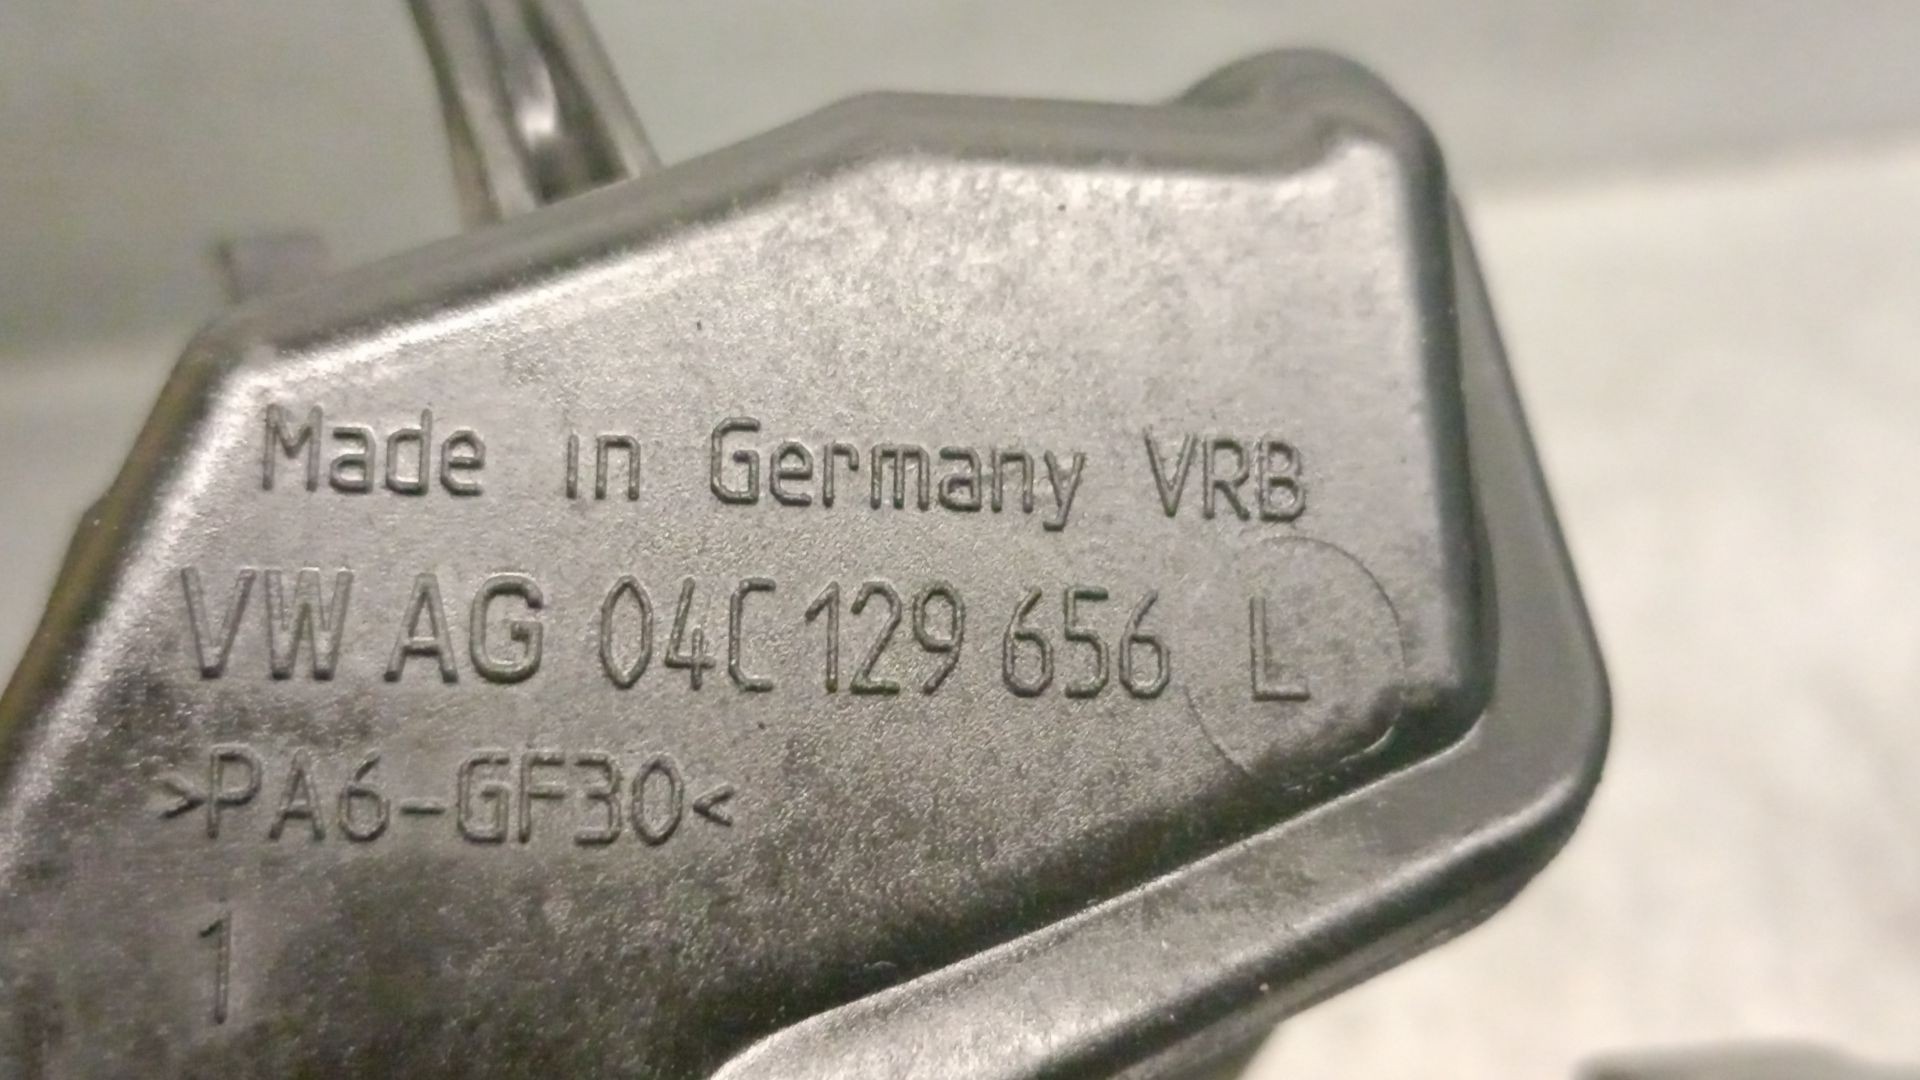 Made in Germany VRB
VW AG 04C 129 656 L
>PA6-GF30<
1